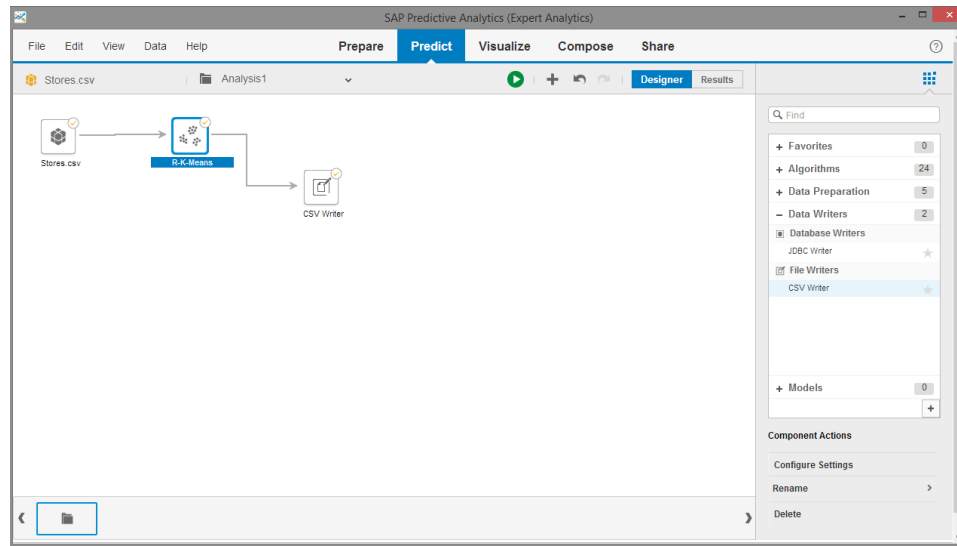 SAP Predictive Analytics (Expert Analytics)
File Edit View Data Help Prepare Predict Visualize Compose Share
Stores.csv Analysis1 Designer Results
Stores.csv
R-K-Means
CSV Writer
Find
+ Favorites 0
+ Algorithms 24
+ Data Preparation 5
– Data Writers 2
Database Writers
JDBC Writer
File Writers
CSV Writer
+ Models 0
+
Component Actions
Configure Settings
Rename
Delete